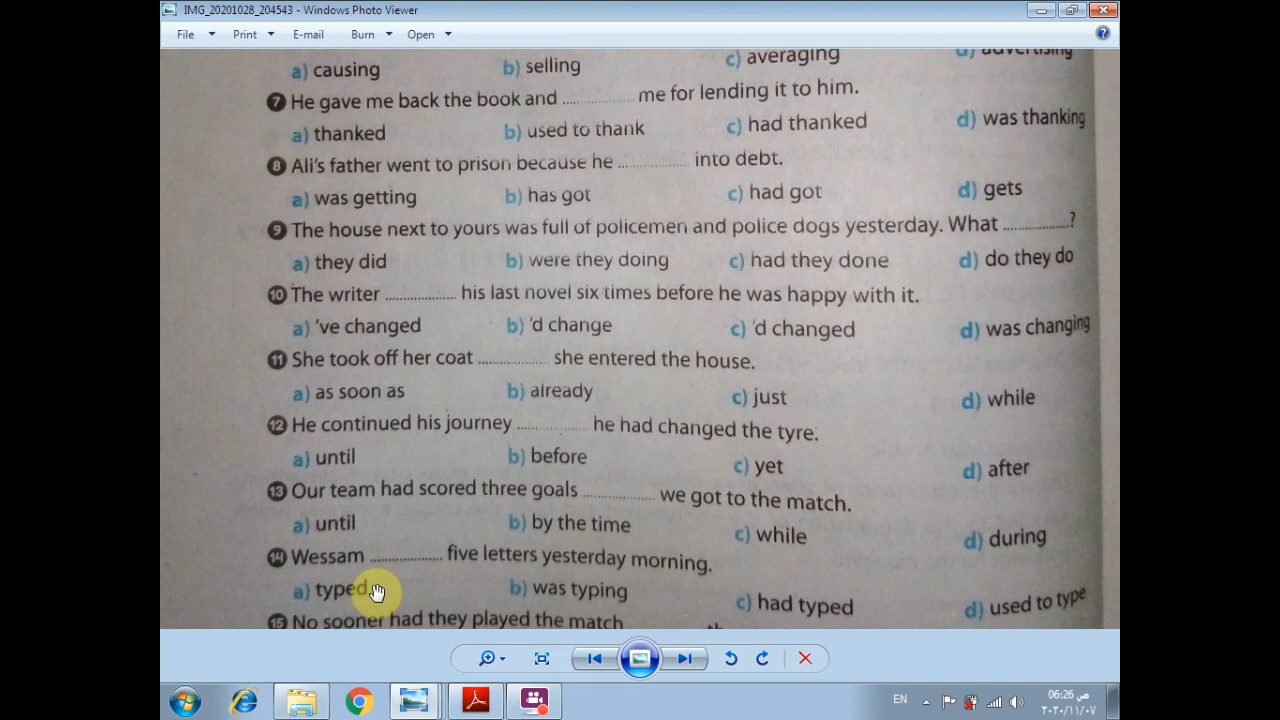 IMG_20201028_204543 - Windows Photo Viewer
File Print E-mail Burn Open
a) causing b) selling c) averaging d) advertising
7 He gave me back the book and .................. me for lending it to him.
a) thanked b) used to thank c) had thanked d) was thanking
8 Ali's father went to prison because he .................. into debt.
a) was getting b) has got c) had got d) gets
9 The house next to yours was full of policemen and police dogs yesterday. What ..................?
a) they did b) were they doing c) had they done d) do they do
10 The writer .................. his last novel six times before he was happy with it.
a) 've changed b) 'd change c) 'd changed d) was changing
11 She took off her coat .................. she entered the house.
a) as soon as b) already c) just d) while
12 He continued his journey .................. he had changed the tyre.
a) until b) before c) yet d) after
13 Our team had scored three goals .................. we got to the match.
a) until b) by the time c) while d) during
14 Wessam .................. five letters yesterday morning.
a) typed b) was typing c) had typed d) used to type
15 No sooner had they played the match
EN
06:26 ص
٢٠٢٠/١١/٠٧